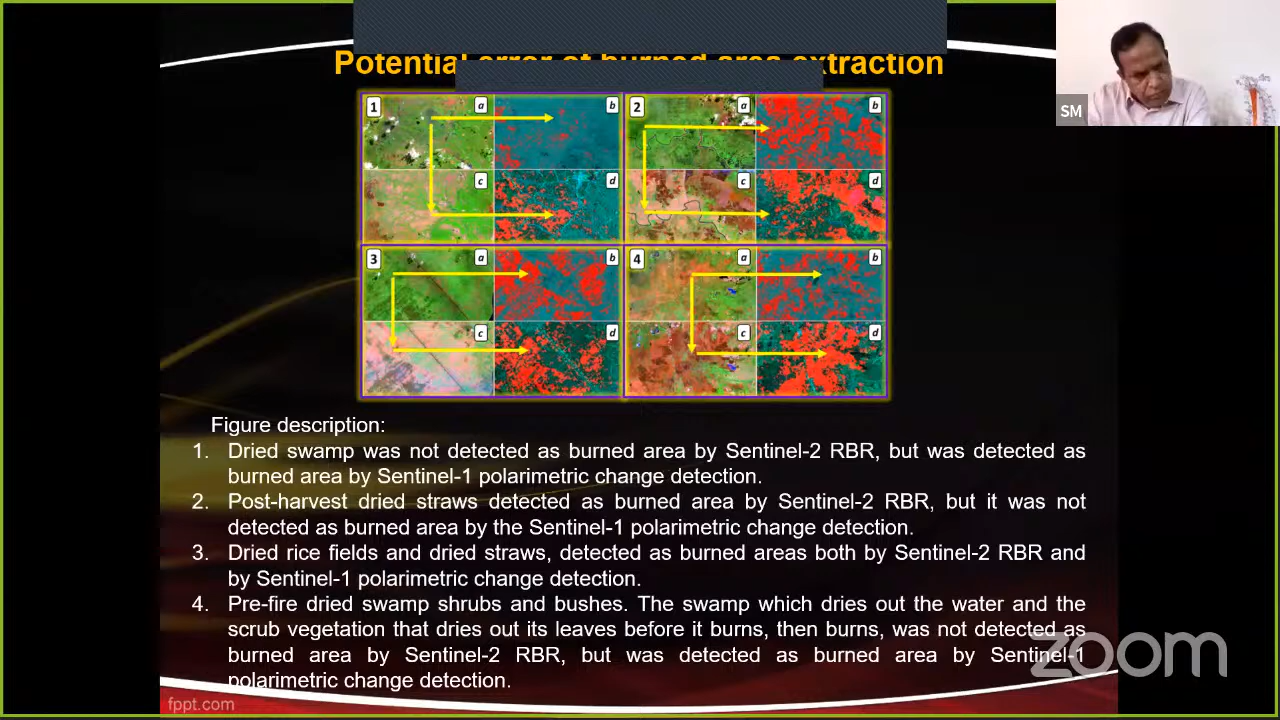 Potential error of burned area extraction
SM
1 a b 2 a b
c d c d
3 a b 4 a b
c d c d
Figure description:
1. Dried swamp was not detected as burned area by Sentinel-2 RBR, but was detected as
burned area by Sentinel-1 polarimetric change detection.
2. Post-harvest dried straws detected as burned area by Sentinel-2 RBR, but it was not
detected as burned area by the Sentinel-1 polarimetric change detection.
3. Dried rice fields and dried straws, detected as burned areas both by Sentinel-2 RBR and
by Sentinel-1 polarimetric change detection.
4. Pre-fire dried swamp shrubs and bushes. The swamp which dries out the water and the
scrub vegetation that dries out its leaves before it burns, then burns, was not detected as
burned area by Sentinel-2 RBR, but was detected as burned area by Sentinel-1
polarimetric change detection.
zoom
fppt.com